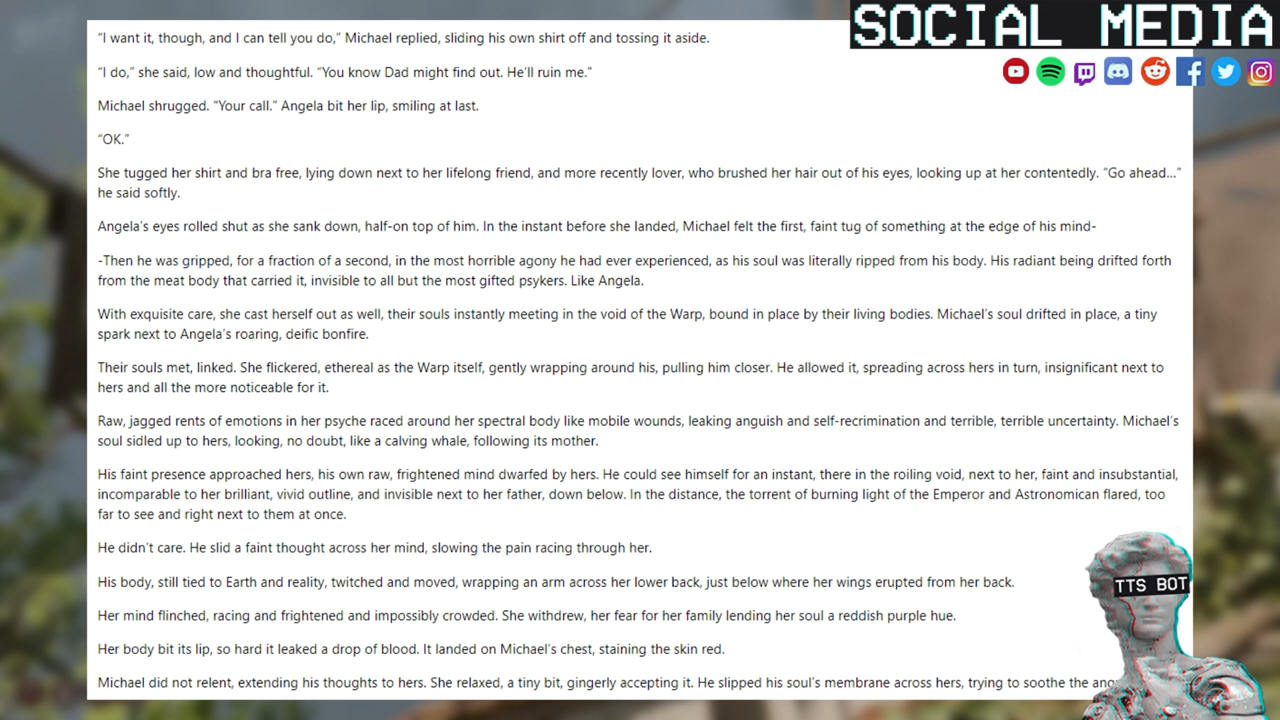 SOCIAL MEDIA
“I want it, though, and I can tell you do,” Michael replied, sliding his own shirt off and tossing it aside.
“I do,” she said, low and thoughtful. “You know Dad might find out. He’ll ruin me.”
Michael shrugged. “Your call.” Angela bit her lip, smiling at last.
“OK.”
She tugged her shirt and bra free, lying down next to her lifelong friend, and more recently lover, who brushed her hair out of his eyes, looking up at her contentedly. “Go ahead...”
he said softly.
Angela’s eyes rolled shut as she sank down, half-on top of him. In the instant before she landed, Michael felt the first, faint tug of something at the edge of his mind-
-Then he was gripped, for a fraction of a second, in the most horrible agony he had ever experienced, as his soul was literally ripped from his body. His radiant being drifted forth
from the meat body that carried it, invisible to all but the most gifted psykers. Like Angela.
With exquisite care, she cast herself out as well, their souls instantly meeting in the void of the Warp, bound in place by their living bodies. Michael’s soul drifted in place, a tiny
spark next to Angela’s roaring, deific bonfire.
Their souls met, linked. She flickered, ethereal as the Warp itself, gently wrapping around his, pulling him closer. He allowed it, spreading across hers in turn, insignificant next to
hers and all the more noticeable for it.
Raw, jagged rents of emotions in her psyche raced around her spectral body like mobile wounds, leaking anguish and self-recrimination and terrible, terrible uncertainty. Michael’s
soul sidled up to hers, looking, no doubt, like a calving whale, following its mother.
His faint presence approached hers, his own raw, frightened mind dwarfed by hers. He could see himself for an instant, there in the roiling void, next to her, faint and insubstantial,
incomparable to her brilliant, vivid outline, and invisible next to her father, down below. In the distance, the torrent of burning light of the Emperor and Astronomican flared, too
far to see and right next to them at once.
He didn’t care. He slid a faint thought across her mind, slowing the pain racing through her.
His body, still tied to Earth and reality, twitched and moved, wrapping an arm across her lower back, just below where her wings erupted from her back.
Her mind flinched, racing and frightened and impossibly crowded. She withdrew, her fear for her family lending her soul a reddish purple hue.
Her body bit its lip, so hard it leaked a drop of blood. It landed on Michael’s chest, staining the skin red.
Michael did not relent, extending his thoughts to hers. She relaxed, a tiny bit, gingerly accepting it. He slipped his soul’s membrane across hers, trying to soothe the
TTS BOT